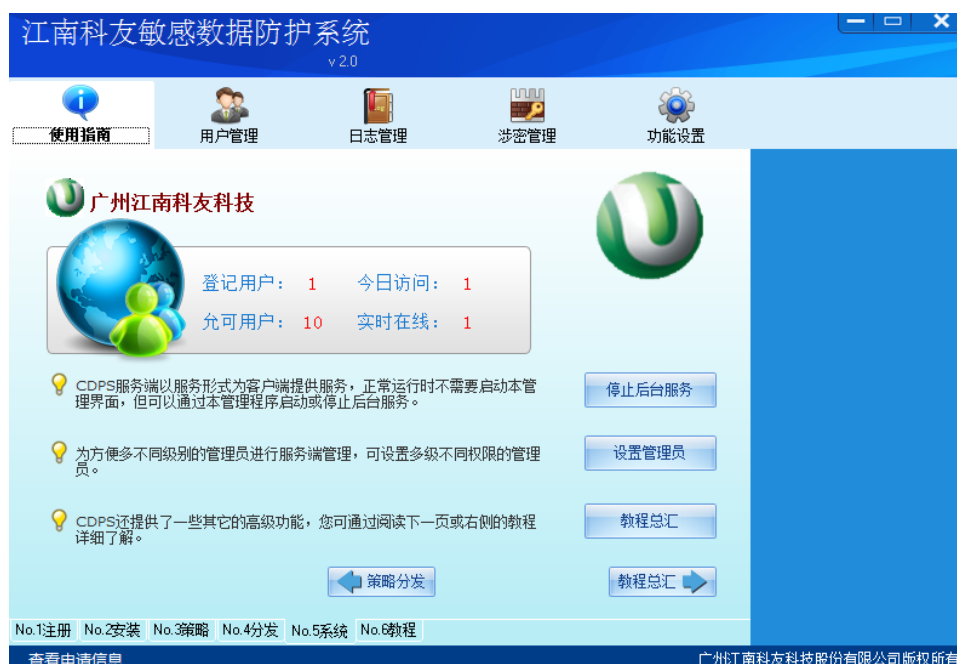 江南科友敏感数据防护系统
v 2.0
使用指南 用户管理 日志管理 涉密管理 功能设置
广州江南科友科技
登记用户： 1 今日访问： 1
允可用户： 10 实时在线： 1
CDPS服务端以服务形式为客户端提供服务，正常运行时不需要启动本管
理界面，但可以通过本管理程序启动或停止后台服务。
停止后台服务
为方便多不同级别的管理员进行服务端管理，可设置多级不同权限的管理
员。
设置管理员
CDPS还提供了一些其它的高级功能，您可通过阅读下一页或右侧的教程
详细了解。
教程总汇
策略分发 教程总汇
No.1注册 No.2安装 No.3策略 No.4分发 No.5系统 No.6教程
查看申请信息 广州江南科友科技股份有限公司版权所有